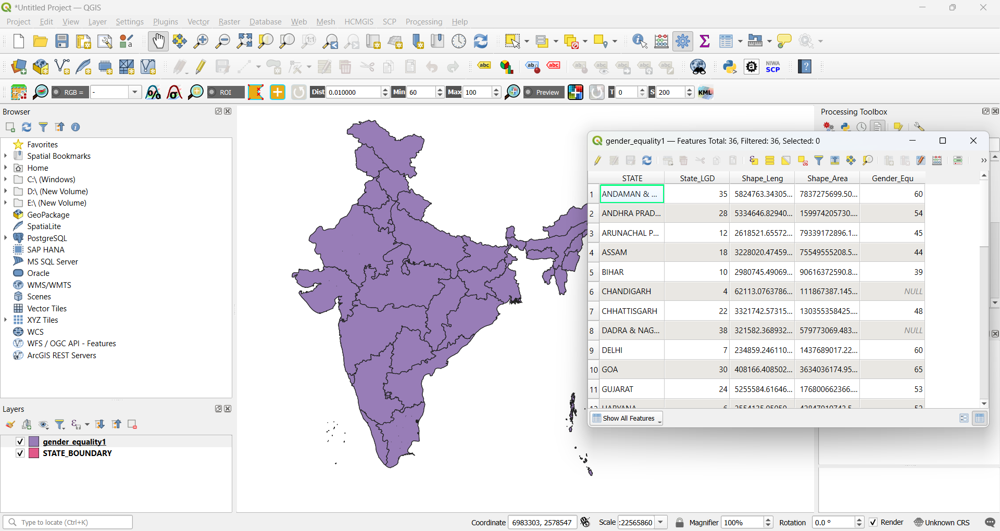 *Untitled Project — QGIS
Project Edit View Layer Settings Plugins Vector Raster Database Web Mesh HCMGIS SCP Processing Help
1:1
abc ab abc ab abc abc abc abc a NIWA SCP ?
RGB = - ROI Dist 0.010000 Min 60 Max 100 Preview T 0 S 200 KML
Browser
Favorites
Spatial Bookmarks
Home
C:\ (Windows)
D:\ (New Volume)
E:\ (New Volume)
GeoPackage
SpatiaLite
PostgreSQL
SAP HANA
MS SQL Server
Oracle
WMS/WMTS
Scenes
Vector Tiles
XYZ Tiles
WCS
WFS / OGC API - Features
ArcGIS REST Servers
Layers
gender_equality1
STATE_BOUNDARY
Processing Toolbox
gender_equality1 — Features Total: 36, Filtered: 36, Selected: 0
»
STATE State_LGD Shape_Leng Shape_Area Gender_Equ
1 ANDAMAN & ... 35 5824763.34305... 7837275699.50... 60
2 ANDHRA PRAD... 28 5334646.82940... 159974205730.... 54
3 ARUNACHAL P... 12 2618521.65572... 79339172896.1... 45
4 ASSAM 18 3228020.47459... 75549555208.5... 44
5 BIHAR 10 2980745.49069... 90616372590.8... 39
6 CHANDIGARH 4 62113.0763786... 111867387.145... NULL
7 CHHATTISGARH 22 3321742.57315... 130355358425.... 48
8 DADRA & NAG... 38 321582.368932... 579773069.483... NULL
9 DELHI 7 234859.246110... 1437689017.22... 60
10 GOA 30 408166.408502... 3634036174.95... 65
11 GUJARAT 24 5255584.61646... 176800662366.... 53
Show All Features
Type to locate (Ctrl+K) Coordinate 6983303, 2578547 Scale :22565860 Magnifier 100% Rotation 0.0 ° Render Unknown CRS